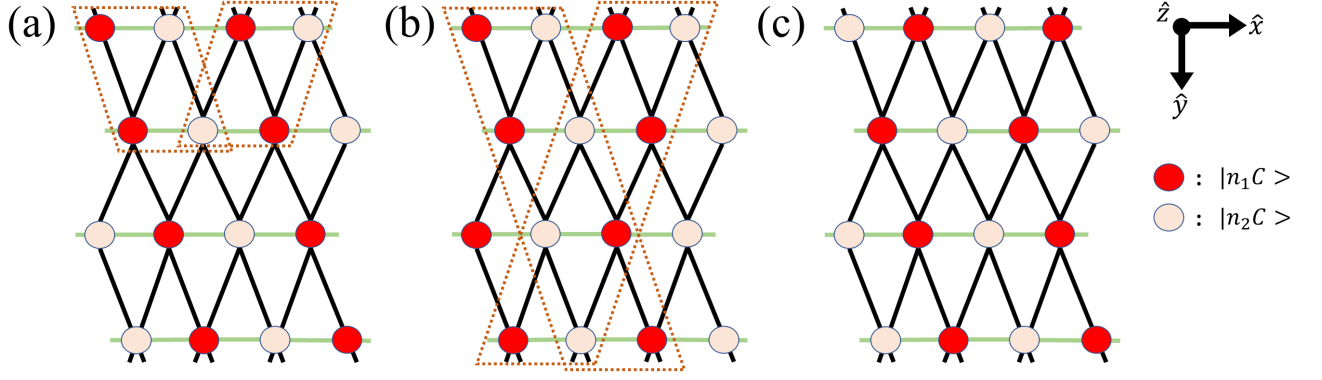 (a)
(b)
(c)
ẑ
x̂
ŷ
: |n₁C >
: |n₂C >